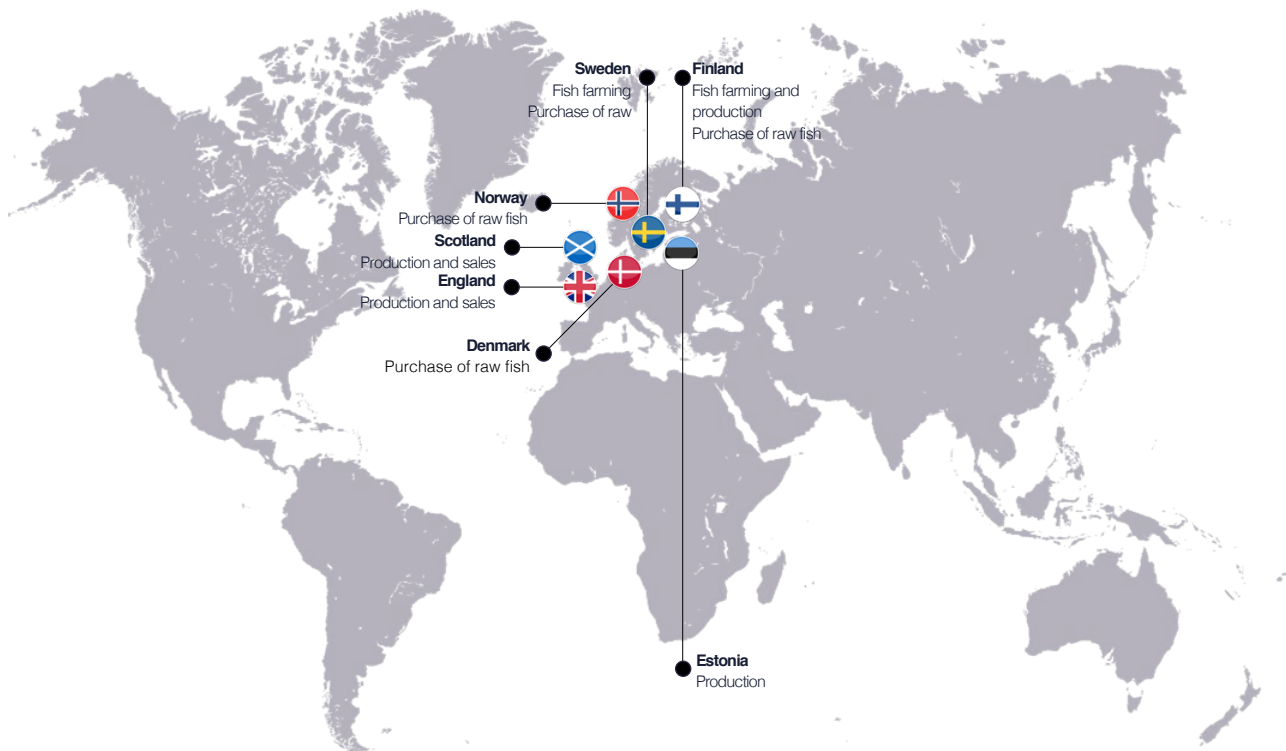 Sweden
Fish farming
Purchase of raw
Finland
Fish farming and
production
Purchase of raw fish
Norway
Purchase of raw fish
Scotland
Production and sales
England
Production and sales
Denmark
Purchase of raw fish
Estonia
Production